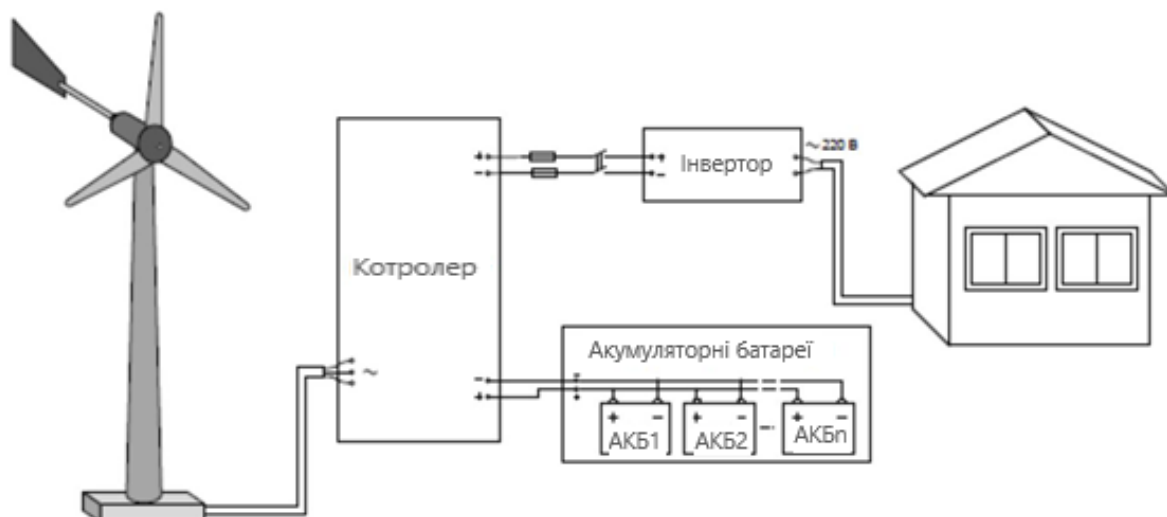 +
−
+
−
Інвертор
~ 220 В
Котролер
~
Акумуляторні батареї
−
+
+ −
АКБ1
+ −
АКБ2
+ −
АКБn